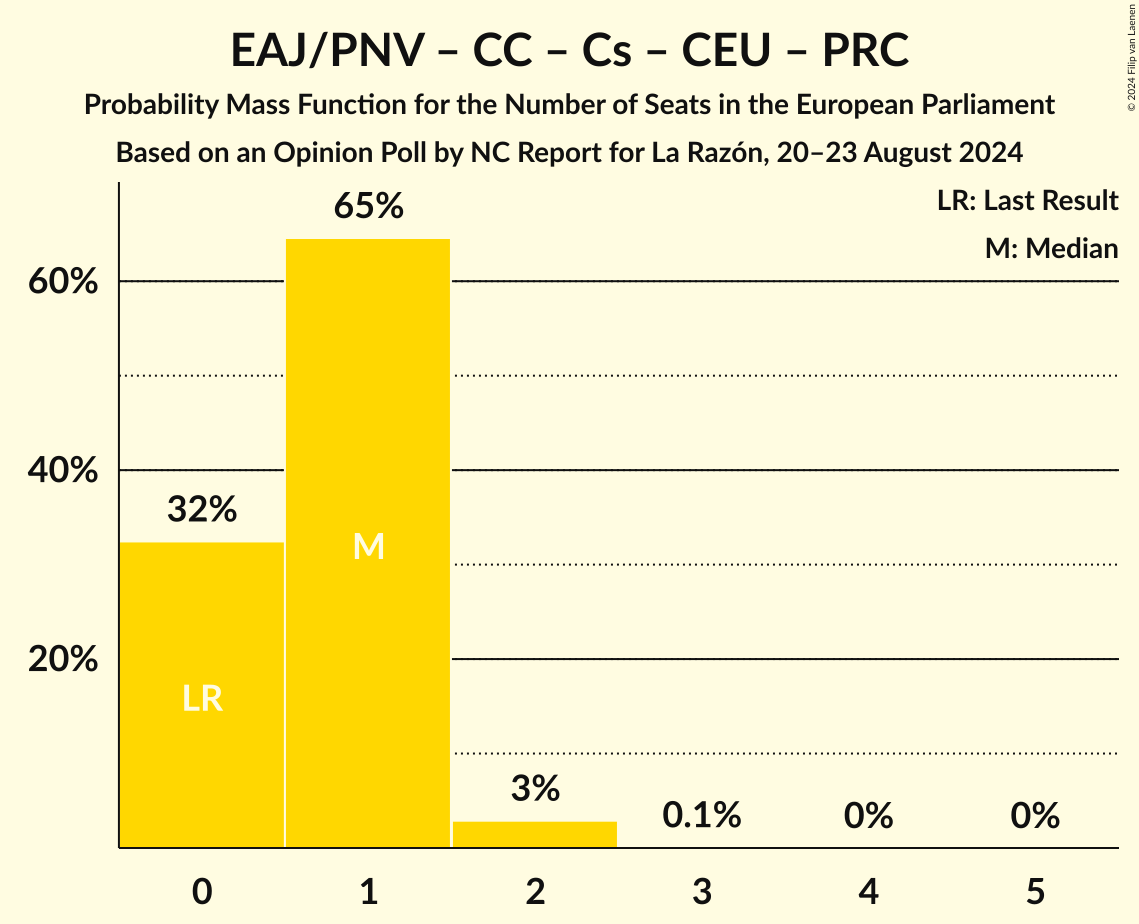 EAJ/PNV – CC – Cs – CEU – PRC
Probability Mass Function for the Number of Seats in the European Parliament
Based on an Opinion Poll by NC Report for La Razón, 20–23 August 2024
© 2024 Filip van Laenen
LR: Last Result
M: Median
65%
60%
40%
32%
M
20%
LR
3%
0.1%
0%
0%
0 1 2 3 4 5